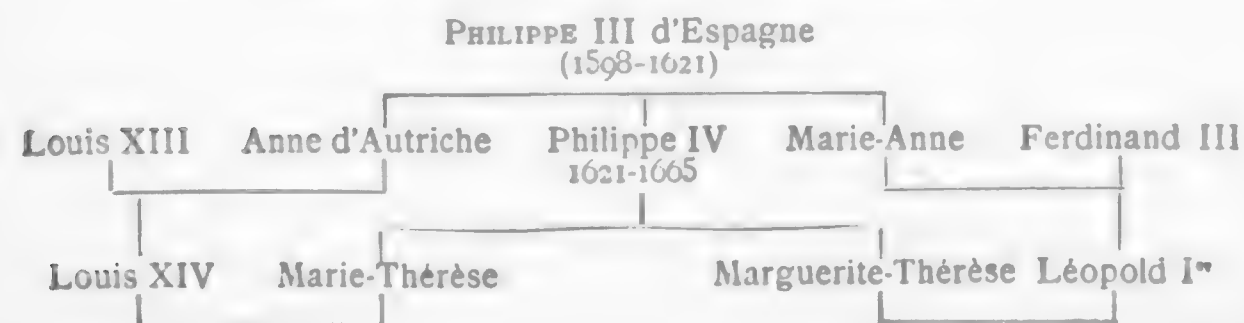 PHILIPPE III d'Espagne
(1598-1621)
Louis XIII Anne d'Autriche Philippe IV Marie-Anne Ferdinand III
1621-1665
Louis XIV Marie-Thérèse Marguerite-Thérèse Léopold Ier